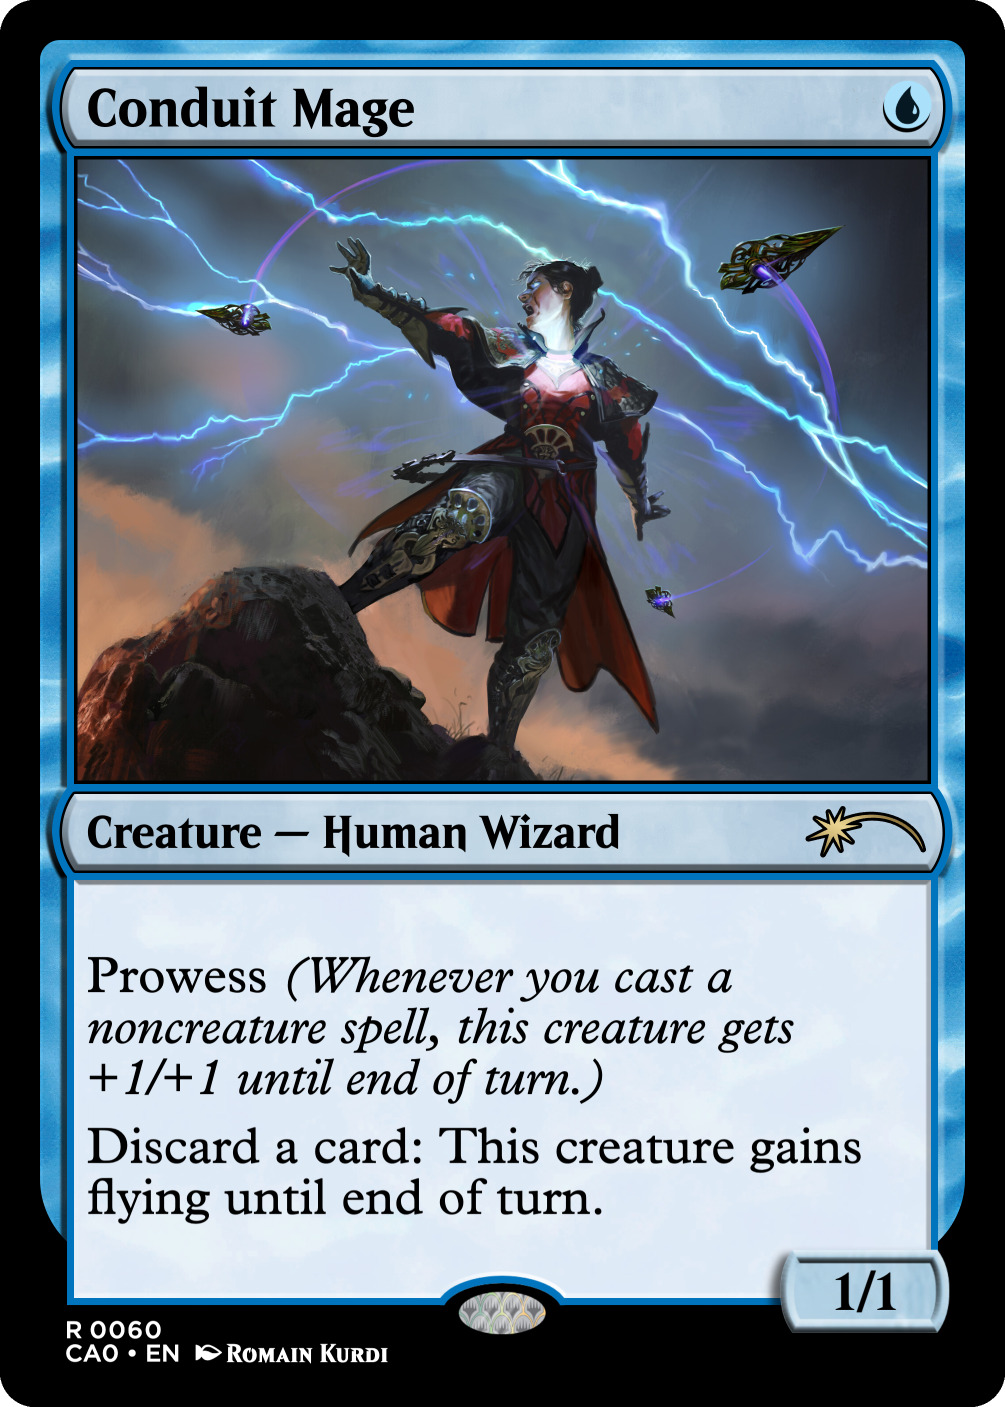 Conduit Mage
Creature — Human Wizard
Prowess (Whenever you cast a
noncreature spell, this creature gets
+1/+1 until end of turn.)
Discard a card: This creature gains
flying until end of turn.
1/1
R 0060
CAO • EN Romain Kurdi